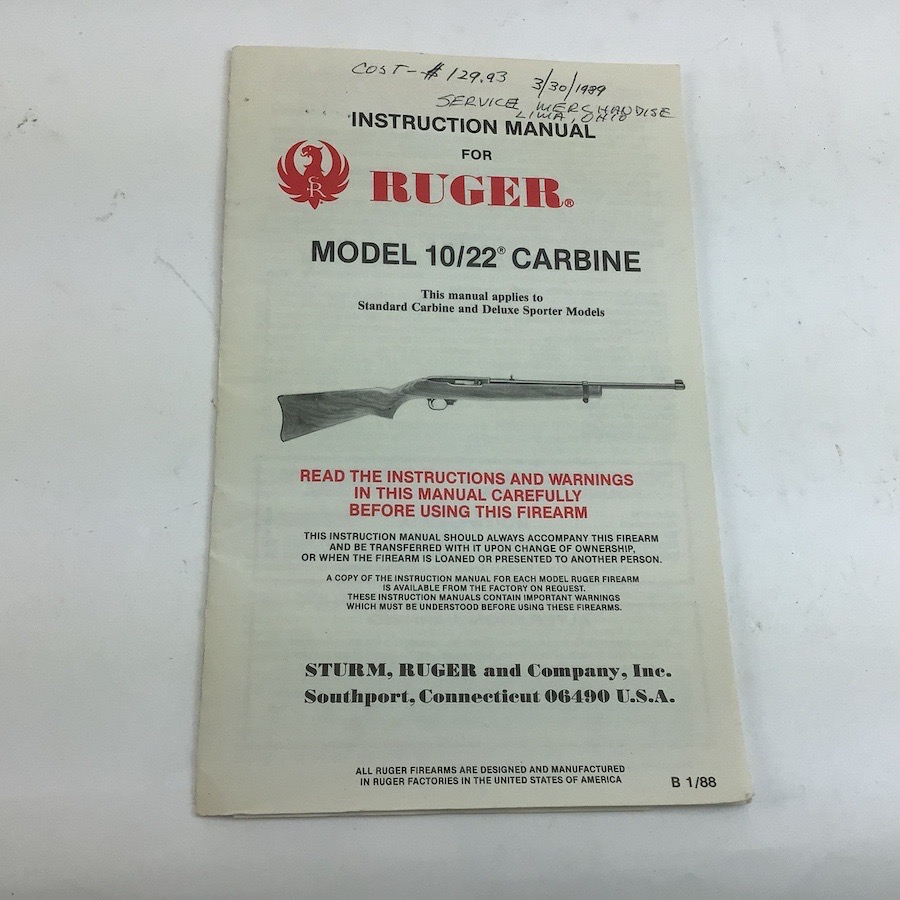 COST - $129.93 3/30/1989
SERVICE MERCHANDISE
LIMA, OHIO
INSTRUCTION MANUAL
FOR
RUGER®
MODEL 10/22® CARBINE
This manual applies to
Standard Carbine and Deluxe Sporter Models
READ THE INSTRUCTIONS AND WARNINGS
IN THIS MANUAL CAREFULLY
BEFORE USING THIS FIREARM
THIS INSTRUCTION MANUAL SHOULD ALWAYS ACCOMPANY THIS FIREARM
AND BE TRANSFERRED WITH IT UPON CHANGE OF OWNERSHIP,
OR WHEN THE FIREARM IS LOANED OR PRESENTED TO ANOTHER PERSON.
A COPY OF THE INSTRUCTION MANUAL FOR EACH MODEL RUGER FIREARM
IS AVAILABLE FROM THE FACTORY ON REQUEST.
THESE INSTRUCTION MANUALS CONTAIN IMPORTANT WARNINGS
WHICH MUST BE UNDERSTOOD BEFORE USING THESE FIREARMS.
STURM, RUGER and Company, Inc.
Southport, Connecticut 06490 U.S.A.
ALL RUGER FIREARMS ARE DESIGNED AND MANUFACTURED
IN RUGER FACTORIES IN THE UNITED STATES OF AMERICA
B 1/88